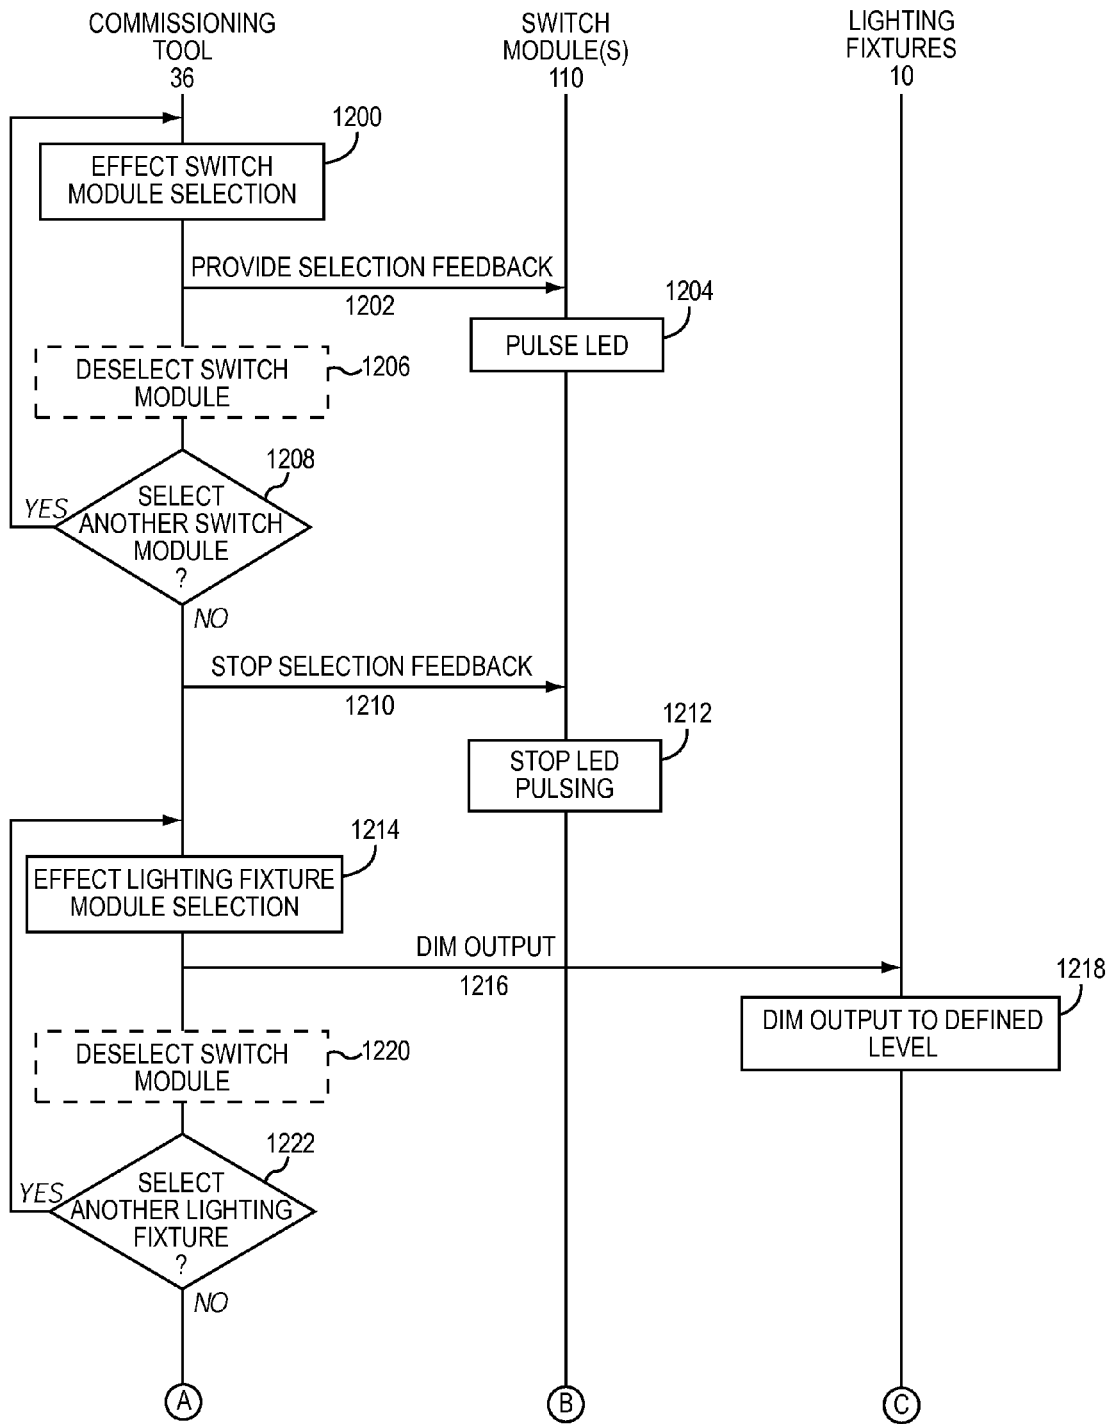 COMMISSIONING
TOOL
36
SWITCH
MODULE(S)
110
LIGHTING
FIXTURES
10
1200
EFFECT SWITCH
MODULE SELECTION
PROVIDE SELECTION FEEDBACK
1202
1204
PULSE LED
DESELECT SWITCH
MODULE
1206
1208
SELECT
ANOTHER SWITCH
MODULE
?
YES
NO
STOP SELECTION FEEDBACK
1210
1212
STOP LED
PULSING
1214
EFFECT LIGHTING FIXTURE
MODULE SELECTION
DIM OUTPUT
1216
1218
DIM OUTPUT TO DEFINED
LEVEL
DESELECT SWITCH
MODULE
1220
1222
SELECT
ANOTHER LIGHTING
FIXTURE
?
YES
NO
A
B
C